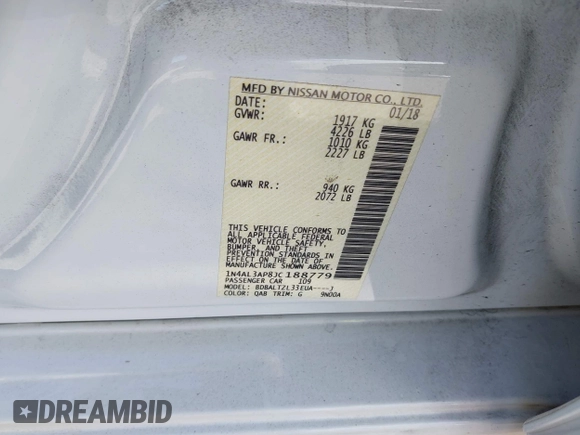 MFD BY NISSAN MOTOR CO., LTD.
DATE: 01/18
GVWR: 1917 KG
4226 LB
GAWR FR.: 1010 KG
2227 LB
GAWR RR.: 940 KG
2072 LB
THIS VEHICLE CONFORMS TO
ALL APPLICABLE FEDERAL
MOTOR VEHICLE SAFETY,
BUMPER, AND THEFT
PREVENTION STANDARDS IN
EFFECT ON THE DATE OF
MANUFACTURE SHOWN ABOVE.
1N4AL3AP8JC188779
PASSENGER CAR 109
MODEL: BDBALTZL33EUA----J
COLOR: QAB TRIM: G 9N00A
DREAMBID